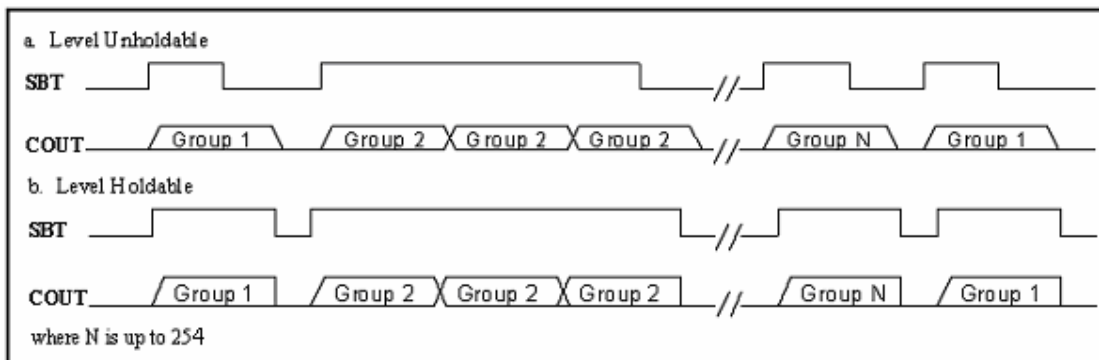 a. Level Unholdable
SBT
COUT Group 1 Group 2 Group 2 Group 2 Group N Group 1
b. Level Holdable
SBT
COUT Group 1 Group 2 Group 2 Group 2 Group N Group 1
where N is up to 254